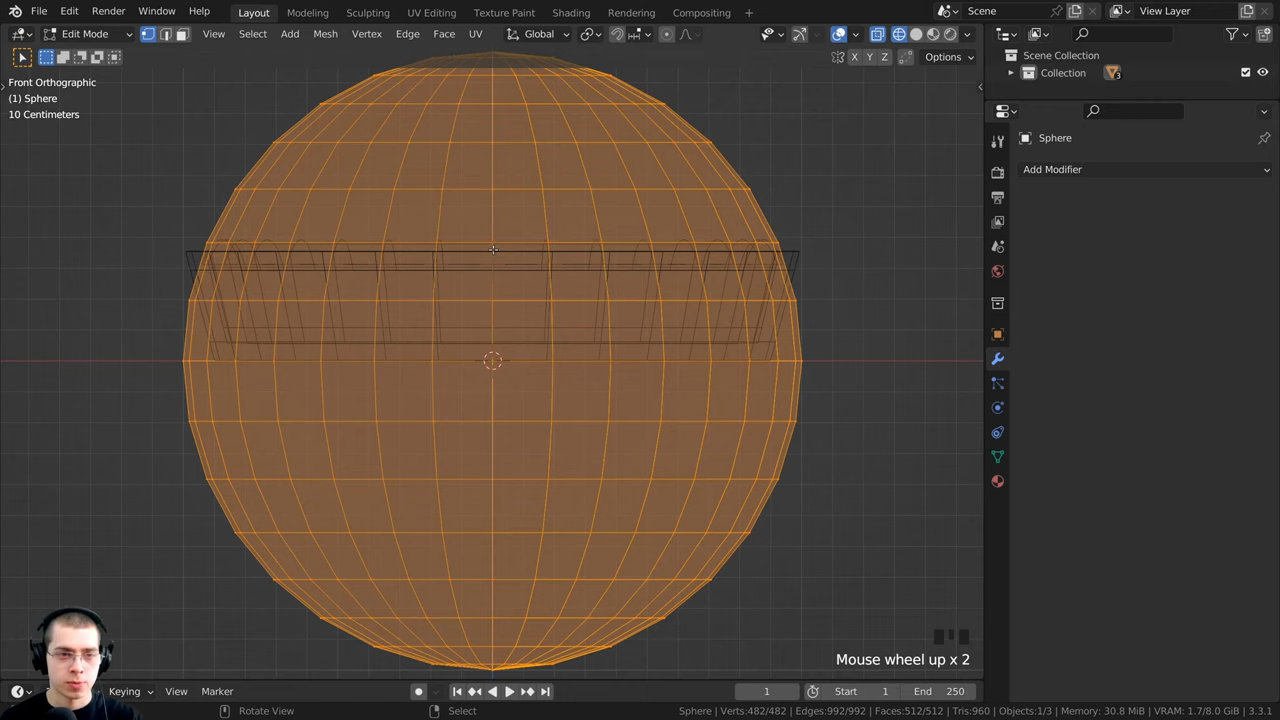 File Edit Render Window Help Layout Modeling Sculpting UV Editing Texture Paint Shading Rendering Compositing Scene View Layer
Edit Mode View Select Add Mesh Vertex Edge Face UV Global
X Y Z Options
Front Orthographic
(1) Sphere
10 Centimeters
Scene Collection
Collection 3
Sphere
Add Modifier
Mouse wheel up x 2
Keying View Marker 1 Start 1 End 250
Rotate View Select Sphere | Verts:482/482 | Edges:992/992 | Faces:512/512 | Tris:960 | Objects:1/3 | Memory: 30.8 MiB | VRAM: 1.7/8.0 GiB | 3.3.1